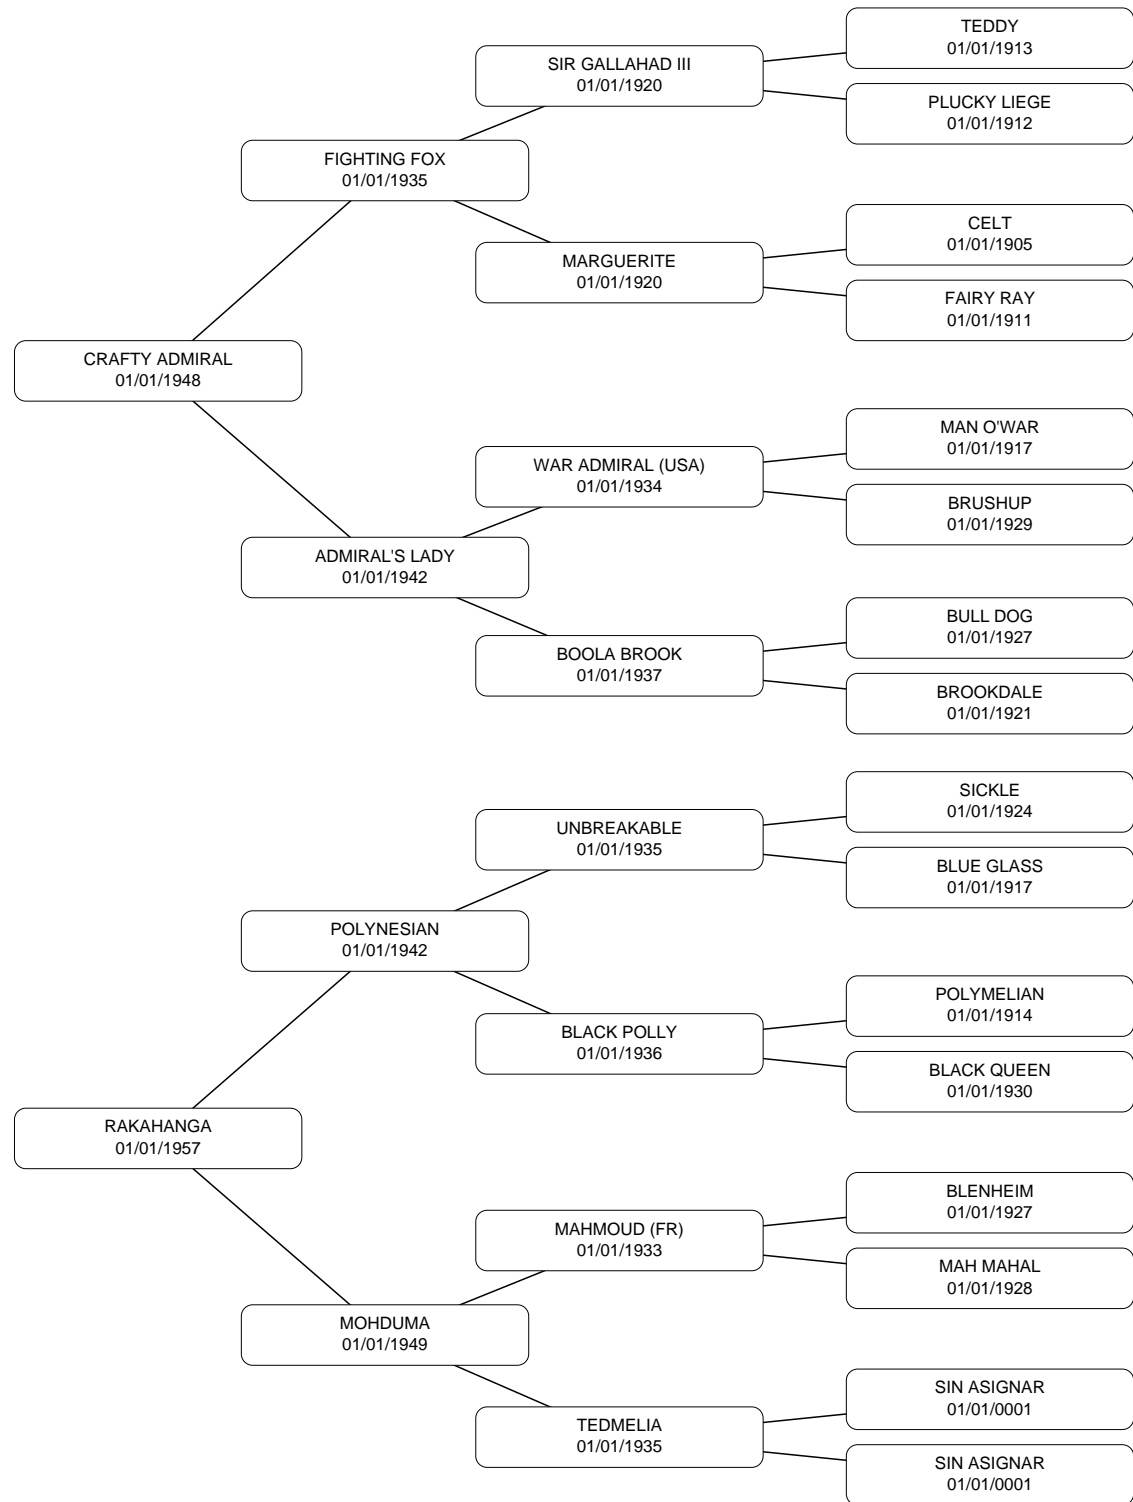 TEDDY
01/01/1913
SIR GALLAHAD III
01/01/1920
PLUCKY LIEGE
01/01/1912
FIGHTING FOX
01/01/1935
CELT
01/01/1905
MARGUERITE
01/01/1920
FAIRY RAY
01/01/1911
CRAFTY ADMIRAL
01/01/1948
MAN O'WAR
01/01/1917
WAR ADMIRAL (USA)
01/01/1934
BRUSHUP
01/01/1929
ADMIRAL'S LADY
01/01/1942
BULL DOG
01/01/1927
BOOLA BROOK
01/01/1937
BROOKDALE
01/01/1921
SICKLE
01/01/1924
UNBREAKABLE
01/01/1935
BLUE GLASS
01/01/1917
POLYNESIAN
01/01/1942
POLYMELIAN
01/01/1914
BLACK POLLY
01/01/1936
BLACK QUEEN
01/01/1930
RAKAHANGA
01/01/1957
BLENHEIM
01/01/1927
MAHMOUD (FR)
01/01/1933
MAH MAHAL
01/01/1928
MOHDUMA
01/01/1949
SIN ASIGNAR
01/01/0001
TEDMELIA
01/01/1935
SIN ASIGNAR
01/01/0001